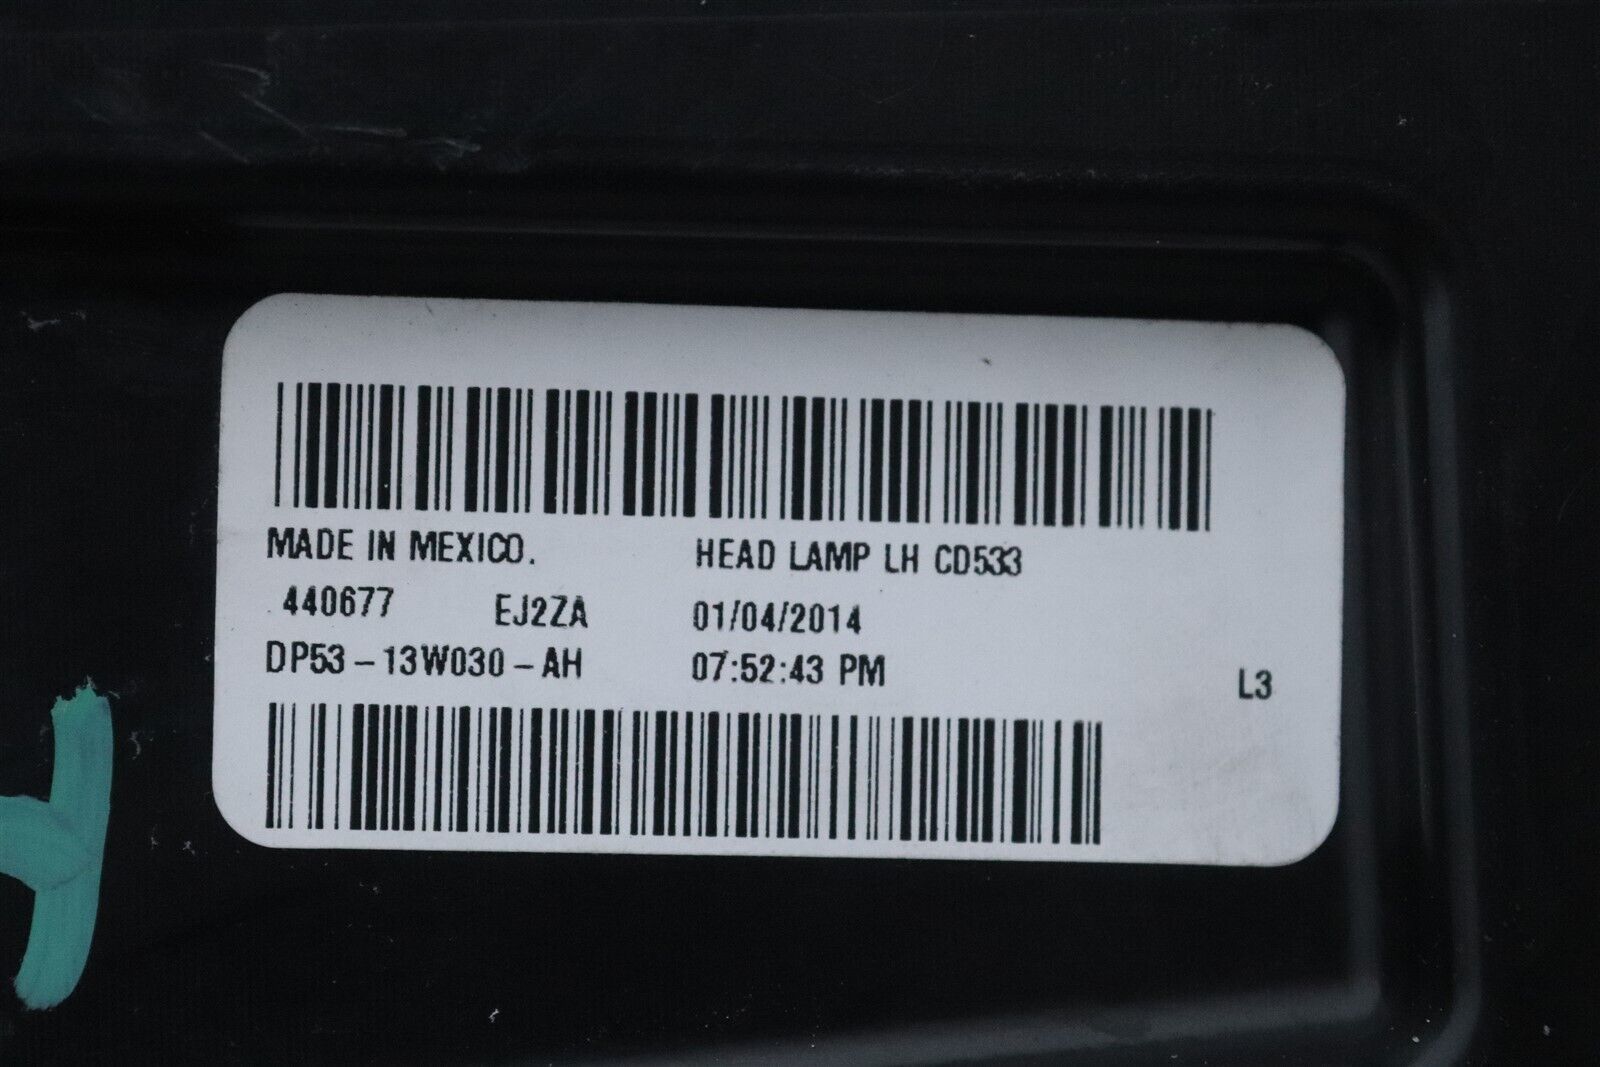 MADE IN MEXICO. HEAD LAMP LH CD533
440677 EJ2ZA 01/04/2014
DP53-13W030-AH 07:52:43 PM L3